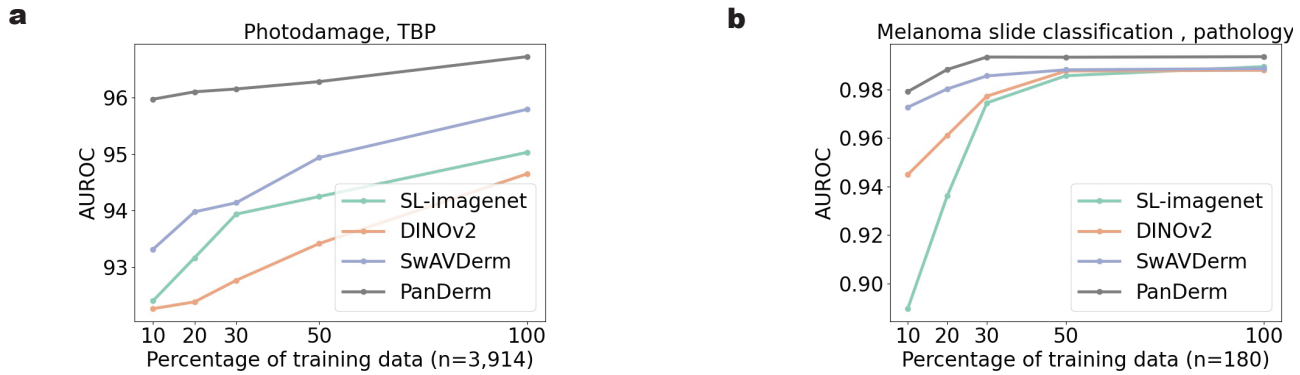 a
Photodamage, TBP
AUROC
96
95
94
93
10 20 30 50 100
Percentage of training data (n=3,914)
SL-imagenet
DINOv2
SwAVDerm
PanDerm
b
Melanoma slide classification , pathology
AUROC
0.98
0.96
0.94
0.92
0.90
10 20 30 50 100
Percentage of training data (n=180)
SL-imagenet
DINOv2
SwAVDerm
PanDerm